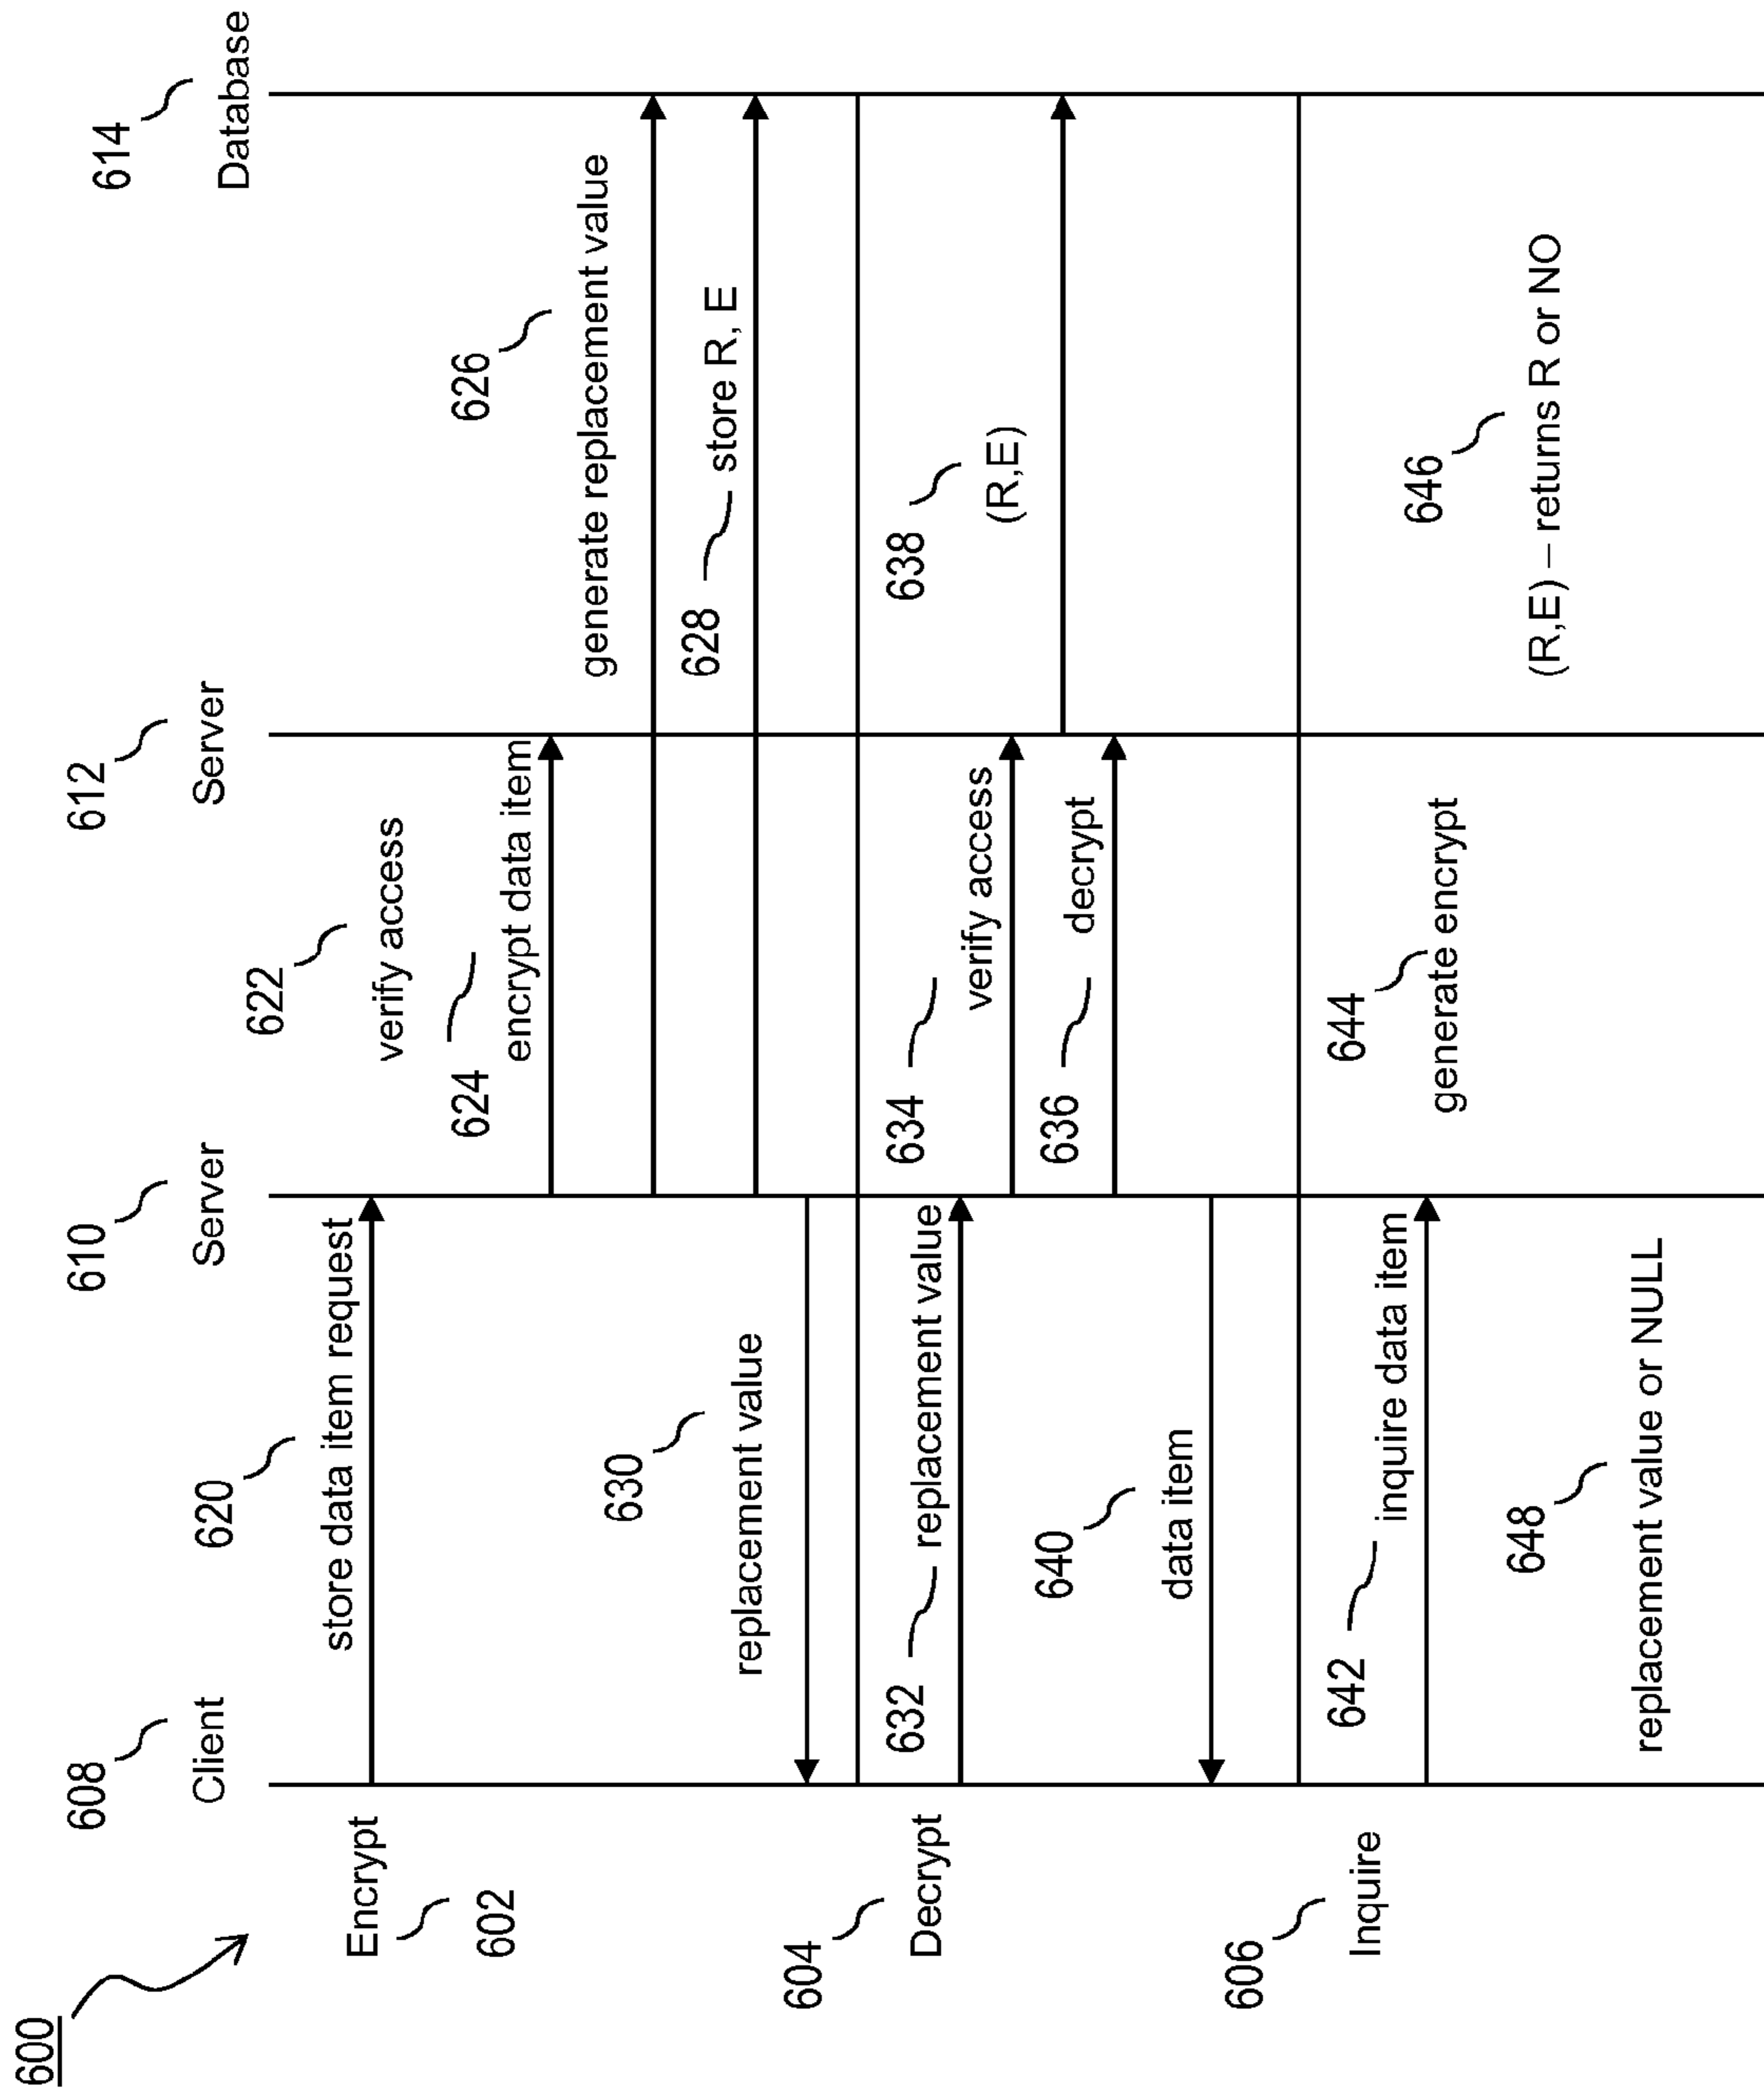 600
608
Client
610
Server
612
Server
614
Database
Encrypt
602
620
store data item request
622
verify access
624
encrypt data item
626
generate replacement value
628
store R, E
630
replacement value
604
Decrypt
632
replacement value
634
verify access
636
decrypt
638
(R,E)
640
data item
606
Inquire
642
inquire data item
644
generate encrypt
646
(R,E) – returns R or NO
648
replacement value or NULL